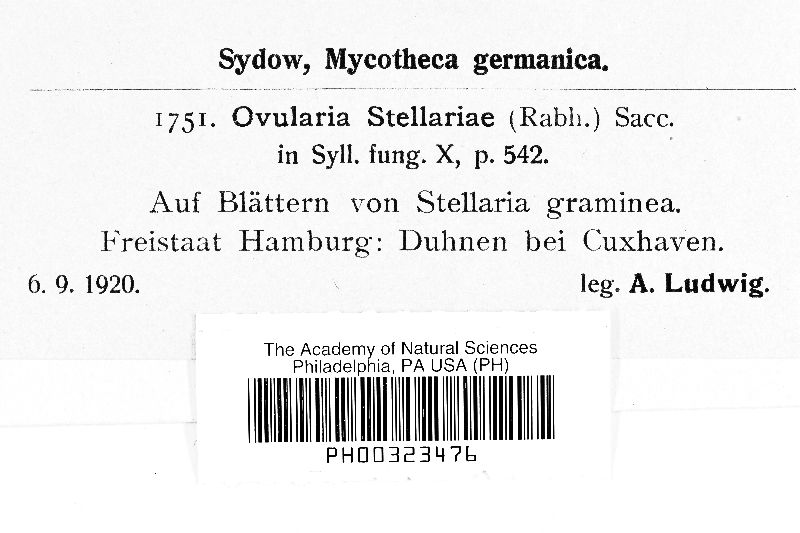 Sydow, Mycotheca germanica.
1751. Ovularia Stellariae (Rabh.) Sacc.
in Syll. fung. X, p. 542.
Auf Blättern von Stellaria graminea.
Freistaat Hamburg: Duhnen bei Cuxhaven.
6. 9. 1920. leg. A. Ludwig.
The Academy of Natural Sciences
Philadelphia, PA USA (PH)
PH00323476